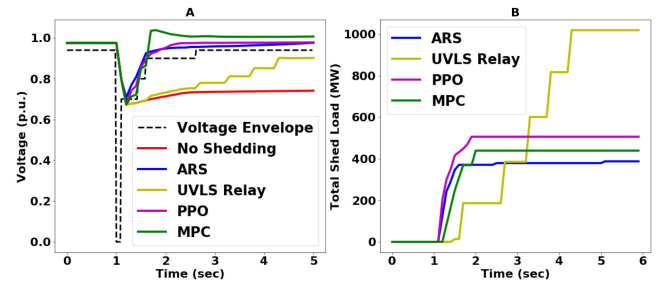 A
Voltage (p.u.)
1.0
0.8
0.6
0.4
0.2
0.0
Voltage Envelope
No Shedding
ARS
UVLS Relay
PPO
MPC
0 1 2 3 4 5
Time (sec)
B
Total Shed Load (MW)
1000
800
600
400
200
0
ARS
UVLS Relay
PPO
MPC
0 1 2 3 4 5 6
Time (sec)